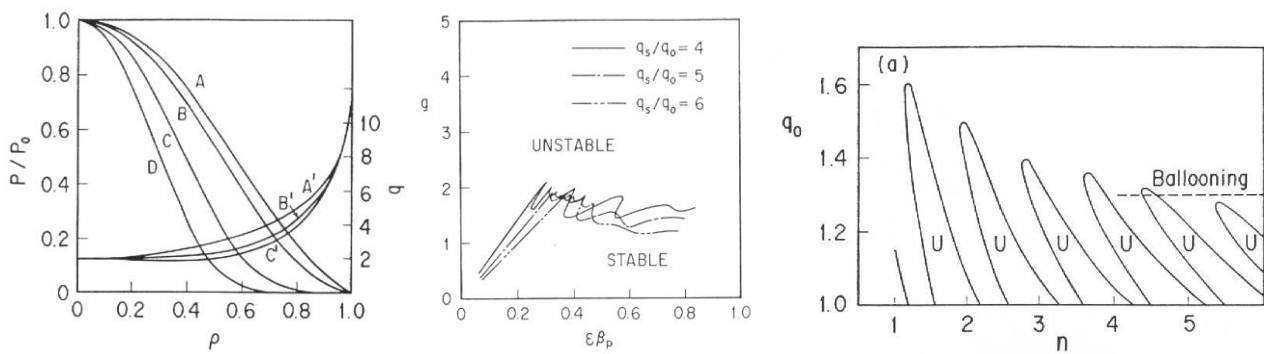 1.0
0.8
0.6
0.4
0.2
0
P/P₀
0 0.2 0.4 0.6 0.8 1.0
ρ
10
8
6
4
2
q
A
B
C
D
A'
B'
C'
5
4
3
2
1
0
g
qₛ/q₀ = 4
qₛ/q₀ = 5
qₛ/q₀ = 6
UNSTABLE
STABLE
0 0.2 0.4 0.6 0.8 1.0
εβₚ
(a)
q₀
1.6
1.4
1.2
1.0
Ballooning
U U U U U U
1 2 3 4 5
n